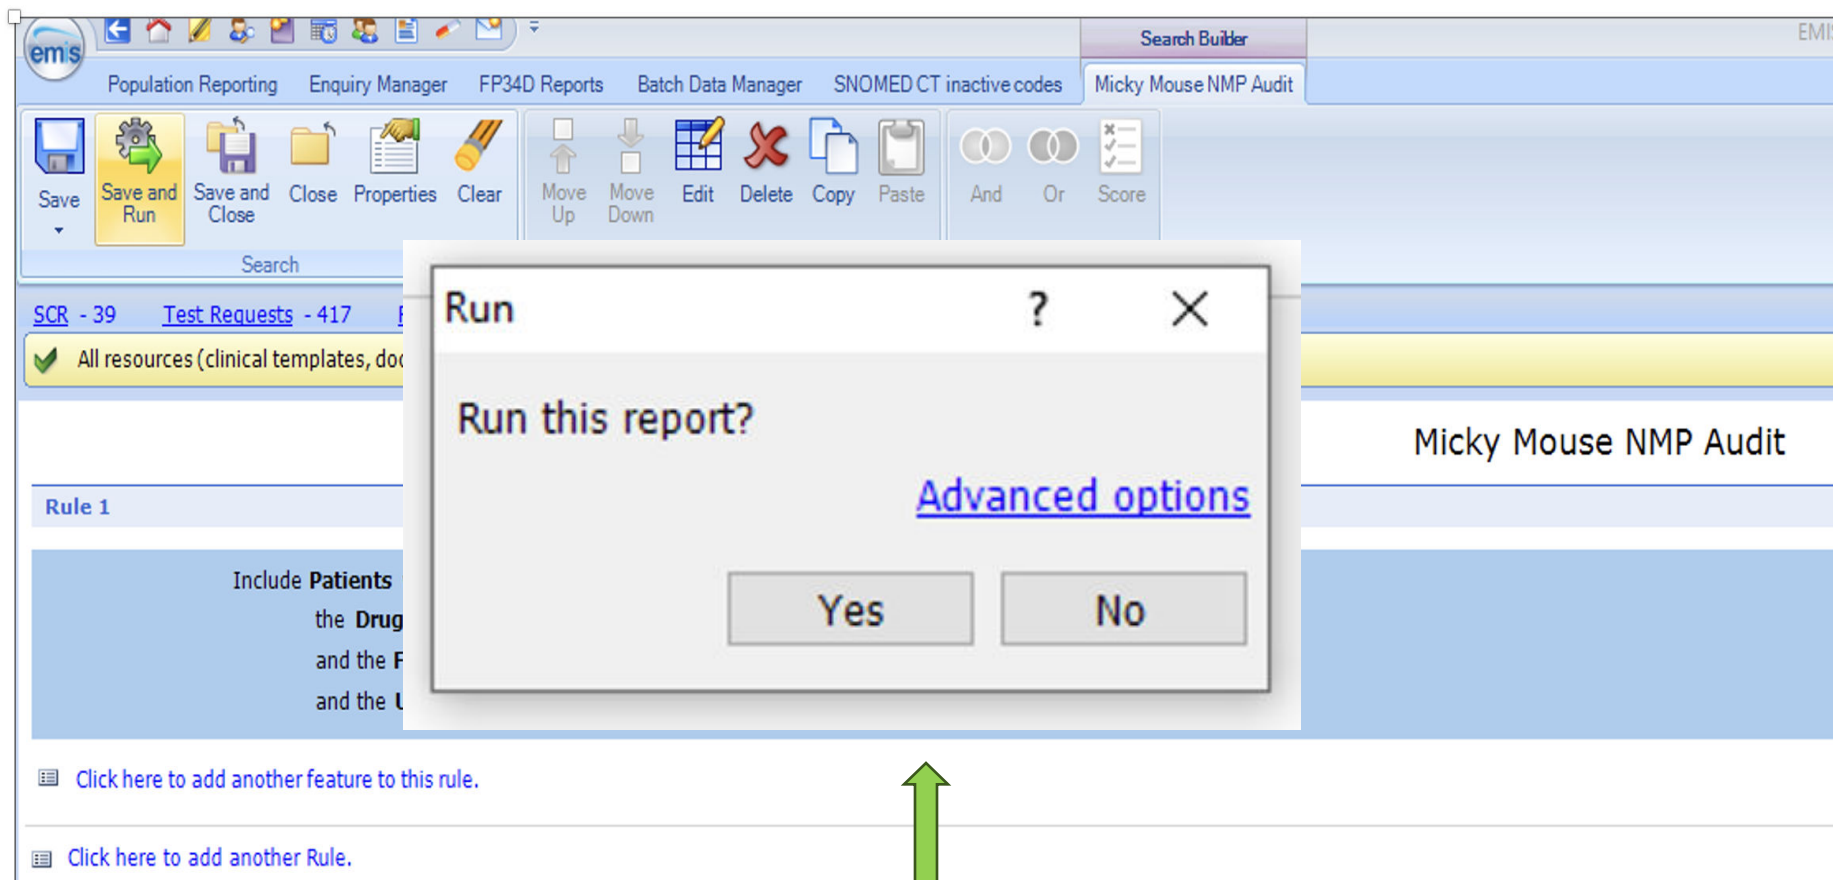 emis
Search Builder
EMIS
Population Reporting Enquiry Manager FP34D Reports Batch Data Manager SNOMED CT inactive codes Micky Mouse NMP Audit
Save Save and Run Save and Close Close Properties Clear Move Up Move Down Edit Delete Copy Paste And Or Score
Search
SCR - 39 Test Requests - 417
All resources (clinical templates, doc
Run ? X
Run this report?
Advanced options
Yes No
Micky Mouse NMP Audit
Rule 1
Include Patients
the Drug
and the F
and the U
Click here to add another feature to this rule.
Click here to add another Rule.